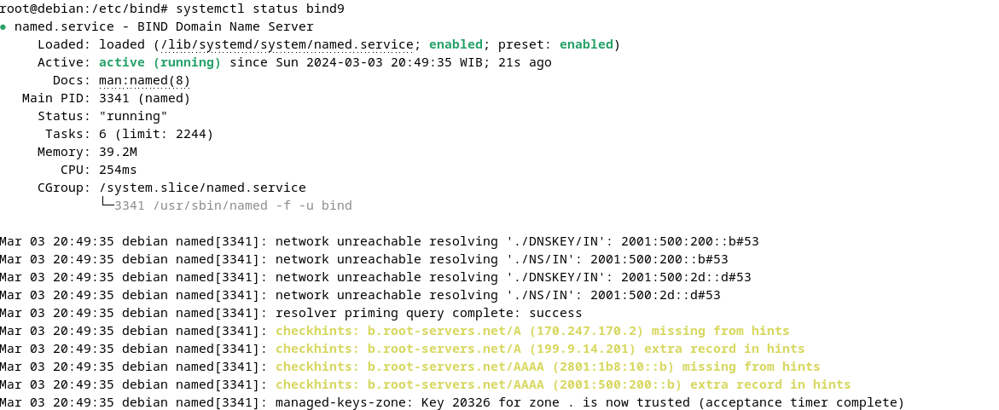 root@debian:/etc/bind# systemctl status bind9
● named.service - BIND Domain Name Server
     Loaded: loaded (/lib/systemd/system/named.service; enabled; preset: enabled)
     Active: active (running) since Sun 2024-03-03 20:49:35 WIB; 21s ago
       Docs: man:named(8)
   Main PID: 3341 (named)
     Status: "running"
      Tasks: 6 (limit: 2244)
     Memory: 39.2M
        CPU: 254ms
     CGroup: /system.slice/named.service
             └─3341 /usr/sbin/named -f -u bind

Mar 03 20:49:35 debian named[3341]: network unreachable resolving './DNSKEY/IN': 2001:500:200::b#53
Mar 03 20:49:35 debian named[3341]: network unreachable resolving './NS/IN': 2001:500:200::b#53
Mar 03 20:49:35 debian named[3341]: network unreachable resolving './DNSKEY/IN': 2001:500:2d::d#53
Mar 03 20:49:35 debian named[3341]: network unreachable resolving './NS/IN': 2001:500:2d::d#53
Mar 03 20:49:35 debian named[3341]: resolver priming query complete: success
Mar 03 20:49:35 debian named[3341]: checkhints: b.root-servers.net/A (170.247.170.2) missing from hints
Mar 03 20:49:35 debian named[3341]: checkhints: b.root-servers.net/A (199.9.14.201) extra record in hints
Mar 03 20:49:35 debian named[3341]: checkhints: b.root-servers.net/AAAA (2801:1b8:10::b) missing from hints
Mar 03 20:49:35 debian named[3341]: checkhints: b.root-servers.net/AAAA (2001:500:200::b) extra record in hints
Mar 03 20:49:35 debian named[3341]: managed-keys-zone: Key 20326 for zone . is now trusted (acceptance timer complete)